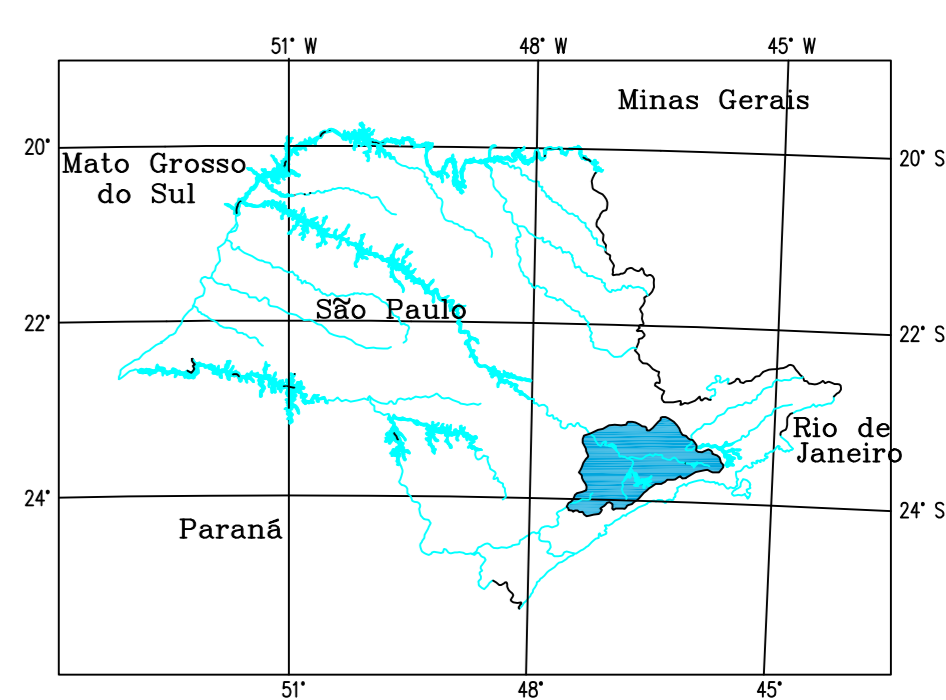 51° W 48° W 45° W
Minas Gerais
20° 20° S
Mato Grosso
do Sul
São Paulo
22° 22° S
Rio de
Janeiro
24° 24° S
Paraná
51° 48° 45°